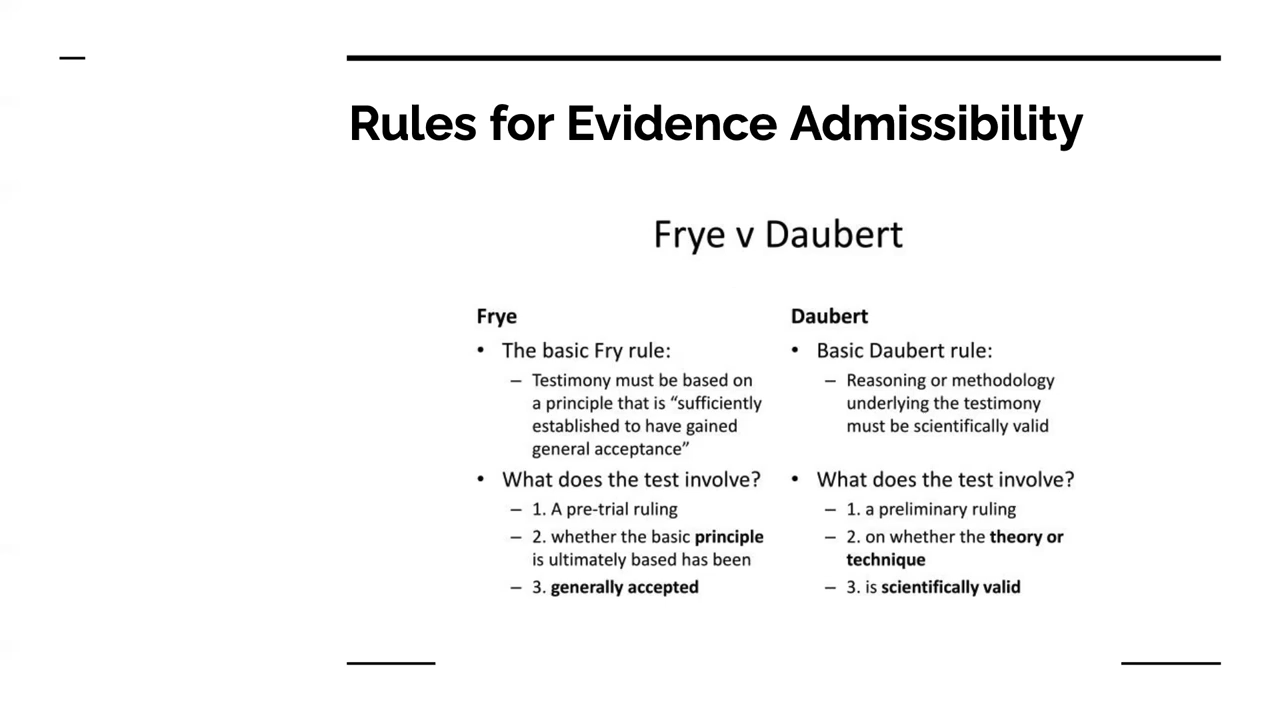 Rules for Evidence Admissibility
Frye v Daubert
Frye
• The basic Fry rule:
– Testimony must be based on
a principle that is “sufficiently
established to have gained
general acceptance”
• What does the test involve?
– 1. A pre-trial ruling
– 2. whether the basic principle
is ultimately based has been
– 3. generally accepted
Daubert
• Basic Daubert rule:
– Reasoning or methodology
underlying the testimony
must be scientifically valid
• What does the test involve?
– 1. a preliminary ruling
– 2. on whether the theory or
technique
– 3. is scientifically valid